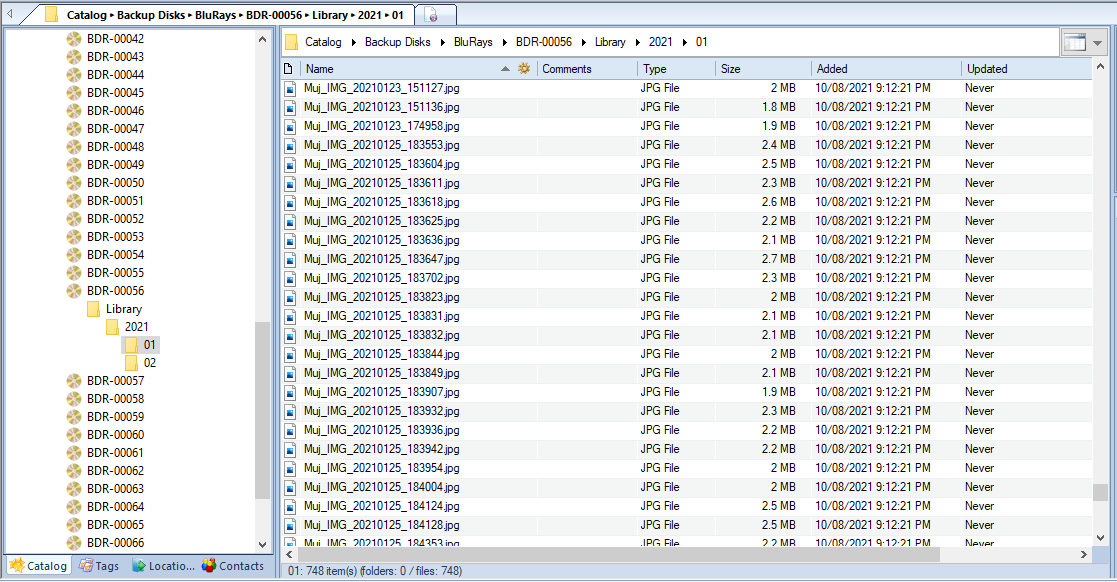 Catalog ▸ Backup Disks ▸ BluRays ▸ BDR-00056 ▸ Library ▸ 2021 ▸ 01
BDR-00042
BDR-00043
BDR-00044
BDR-00045
BDR-00046
BDR-00047
BDR-00048
BDR-00049
BDR-00050
BDR-00051
BDR-00052
BDR-00053
BDR-00054
BDR-00055
BDR-00056
Library
2021
01
02
BDR-00057
BDR-00058
BDR-00059
BDR-00060
BDR-00061
BDR-00062
BDR-00063
BDR-00064
BDR-00065
BDR-00066
Catalog Tags Locatio... Contacts
Catalog ▸ Backup Disks ▸ BluRays ▸ BDR-00056 ▸ Library ▸ 2021 ▸ 01
Name Comments Type Size Added Updated
Muj_IMG_20210123_151127.jpg JPG File 2 MB 10/08/2021 9:12:21 PM Never
Muj_IMG_20210123_151136.jpg JPG File 1.8 MB 10/08/2021 9:12:21 PM Never
Muj_IMG_20210123_174958.jpg JPG File 1.9 MB 10/08/2021 9:12:21 PM Never
Muj_IMG_20210125_183553.jpg JPG File 2.4 MB 10/08/2021 9:12:21 PM Never
Muj_IMG_20210125_183604.jpg JPG File 2.5 MB 10/08/2021 9:12:21 PM Never
Muj_IMG_20210125_183611.jpg JPG File 2.3 MB 10/08/2021 9:12:21 PM Never
Muj_IMG_20210125_183618.jpg JPG File 2.6 MB 10/08/2021 9:12:21 PM Never
Muj_IMG_20210125_183625.jpg JPG File 2.2 MB 10/08/2021 9:12:21 PM Never
Muj_IMG_20210125_183636.jpg JPG File 2.1 MB 10/08/2021 9:12:21 PM Never
Muj_IMG_20210125_183647.jpg JPG File 2.7 MB 10/08/2021 9:12:21 PM Never
Muj_IMG_20210125_183702.jpg JPG File 2.3 MB 10/08/2021 9:12:21 PM Never
Muj_IMG_20210125_183823.jpg JPG File 2 MB 10/08/2021 9:12:21 PM Never
Muj_IMG_20210125_183831.jpg JPG File 2.1 MB 10/08/2021 9:12:21 PM Never
Muj_IMG_20210125_183832.jpg JPG File 2.1 MB 10/08/2021 9:12:21 PM Never
Muj_IMG_20210125_183844.jpg JPG File 2 MB 10/08/2021 9:12:21 PM Never
Muj_IMG_20210125_183849.jpg JPG File 2.1 MB 10/08/2021 9:12:21 PM Never
Muj_IMG_20210125_183907.jpg JPG File 1.9 MB 10/08/2021 9:12:21 PM Never
Muj_IMG_20210125_183932.jpg JPG File 2.3 MB 10/08/2021 9:12:21 PM Never
Muj_IMG_20210125_183936.jpg JPG File 2.2 MB 10/08/2021 9:12:21 PM Never
Muj_IMG_20210125_183942.jpg JPG File 2.2 MB 10/08/2021 9:12:21 PM Never
Muj_IMG_20210125_183954.jpg JPG File 2 MB 10/08/2021 9:12:21 PM Never
Muj_IMG_20210125_184004.jpg JPG File 2 MB 10/08/2021 9:12:21 PM Never
Muj_IMG_20210125_184124.jpg JPG File 2.5 MB 10/08/2021 9:12:21 PM Never
Muj_IMG_20210125_184128.jpg JPG File 2.5 MB 10/08/2021 9:12:21 PM Never
Muj_IMG_20210125_184353.jpg JPG File 2.2 MB 10/08/2021 9:12:21 PM Never
01: 748 item(s) (folders: 0 / files: 748)